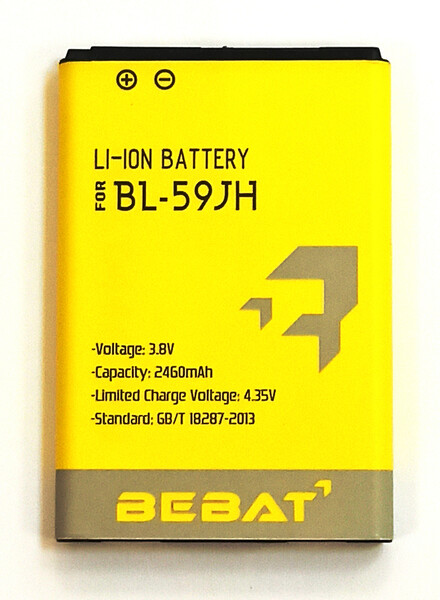 LI-ION BATTERY
FOR BL-59JH
-Voltage: 3.8V
-Capacity: 2460mAh
-Limited Charge Voltage: 4.35V
-Standard: GB/T 18287-2013
BEBAT